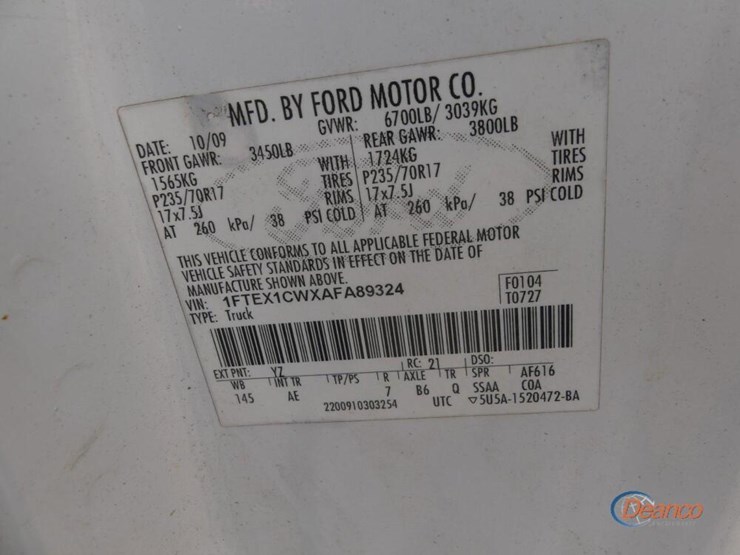 MFD. BY FORD MOTOR CO.
DATE: 10/09 GVWR: 6700LB/ 3039KG
FRONT GAWR: 3450LB REAR GAWR: 3800LB
1565KG WITH 1724KG WITH
P235/70R17 TIRES P235/70R17 TIRES
17x7.5J RIMS 17x7.5J RIMS
AT 260 kPa/ 38 PSI COLD AT 260 kPa/ 38 PSI COLD
THIS VEHICLE CONFORMS TO ALL APPLICABLE FEDERAL MOTOR
VEHICLE SAFETY STANDARDS IN EFFECT ON THE DATE OF
MANUFACTURE SHOWN ABOVE.
VIN: 1FTEX1CWXAFA89324 F0104
TYPE: Truck T0727
EXT PNT: YZ RC: 21 DSO:
WB INT TR TP/PS R AXLE TR SPR AF616
145 AE 7 B6 Q SSAA COA
2200910303254 UTC ▽5U5A-1520472-BA
Deanco